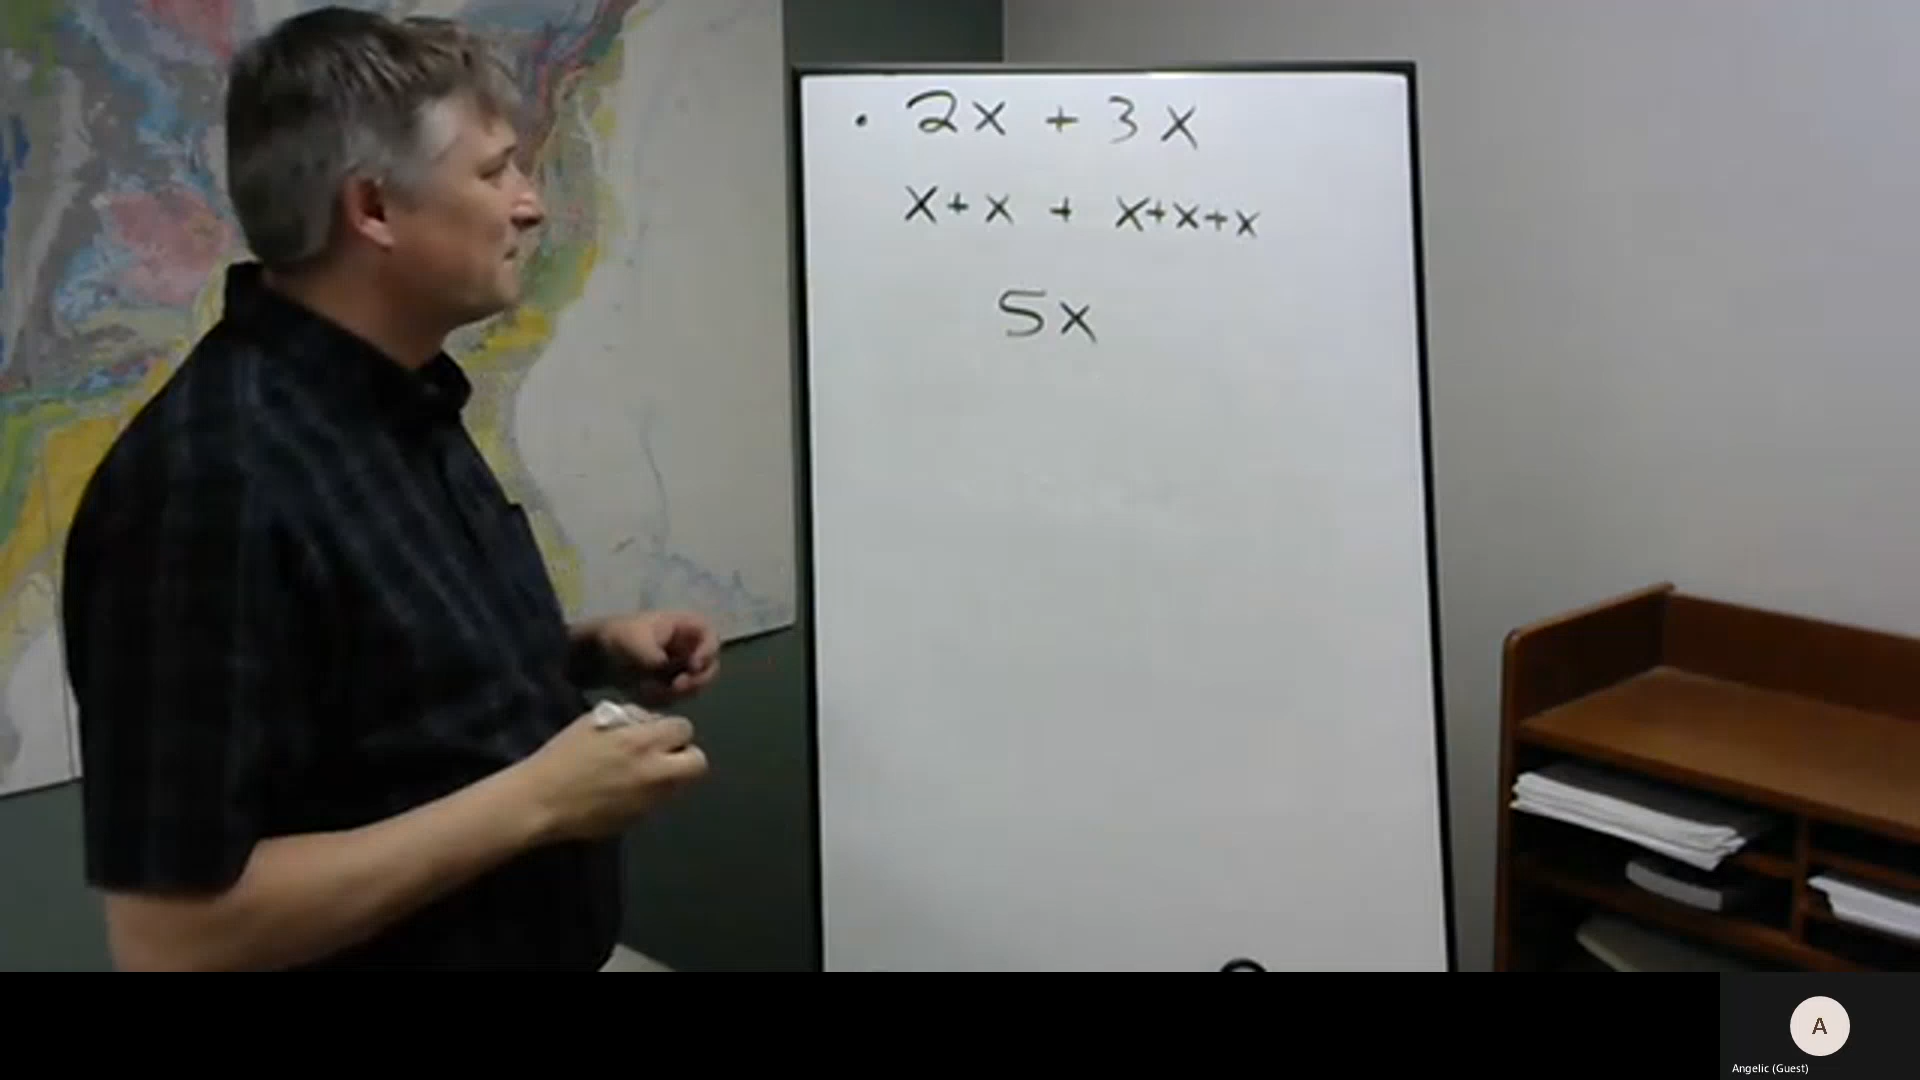 • 2x + 3x
x+x + x+x+x
5x
A
Angelic (Guest)